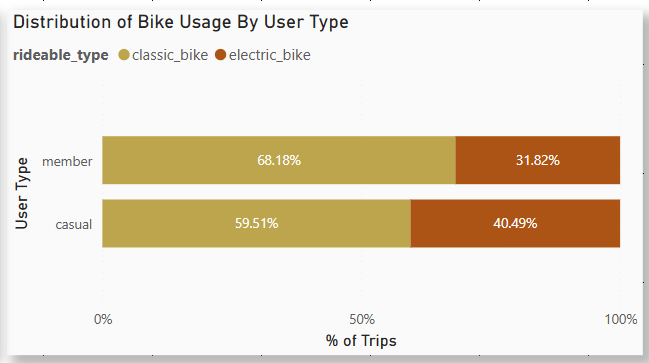 Distribution of Bike Usage By User Type
rideable_type classic_bike electric_bike
User Type
member 68.18% 31.82%
casual 59.51% 40.49%
0% 50% 100%
% of Trips